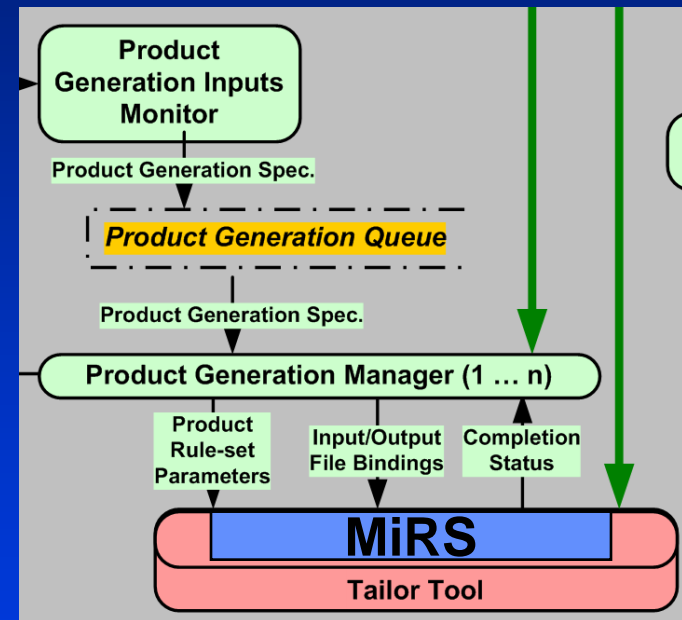 Product
Generation Inputs
Monitor
Product Generation Spec.
Product Generation Queue
Product Generation Spec.
Product Generation Manager (1 ... n)
Product
Rule-set
Parameters
Input/Output
File Bindings
Completion
Status
MiRS
Tailor Tool